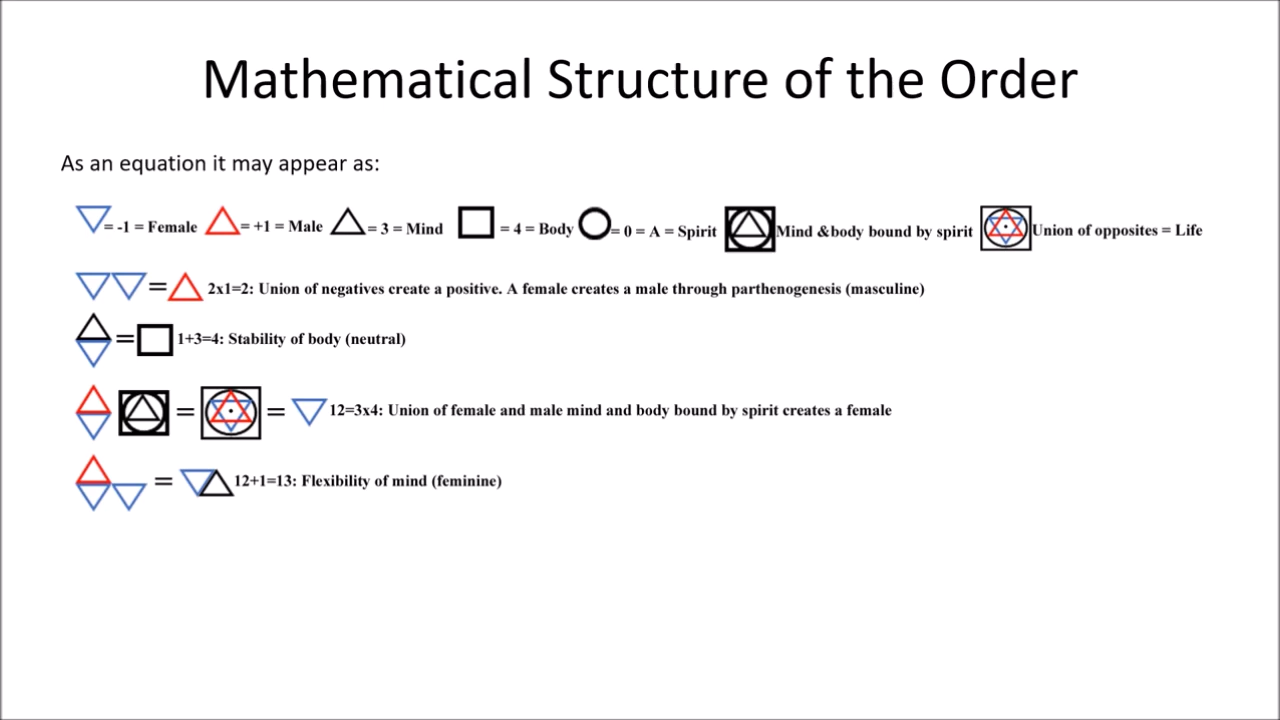 Mathematical Structure of the Order
As an equation it may appear as:
= -1 = Female = +1 = Male = 3 = Mind = 4 = Body = 0 = A = Spirit Mind &body bound by spirit Union of opposites = Life
= 2x1=2: Union of negatives create a positive. A female creates a male through parthenogenesis (masculine)
= 1+3=4: Stability of body (neutral)
= = 12=3x4: Union of female and male mind and body bound by spirit creates a female
= 12+1=13: Flexibility of mind (feminine)